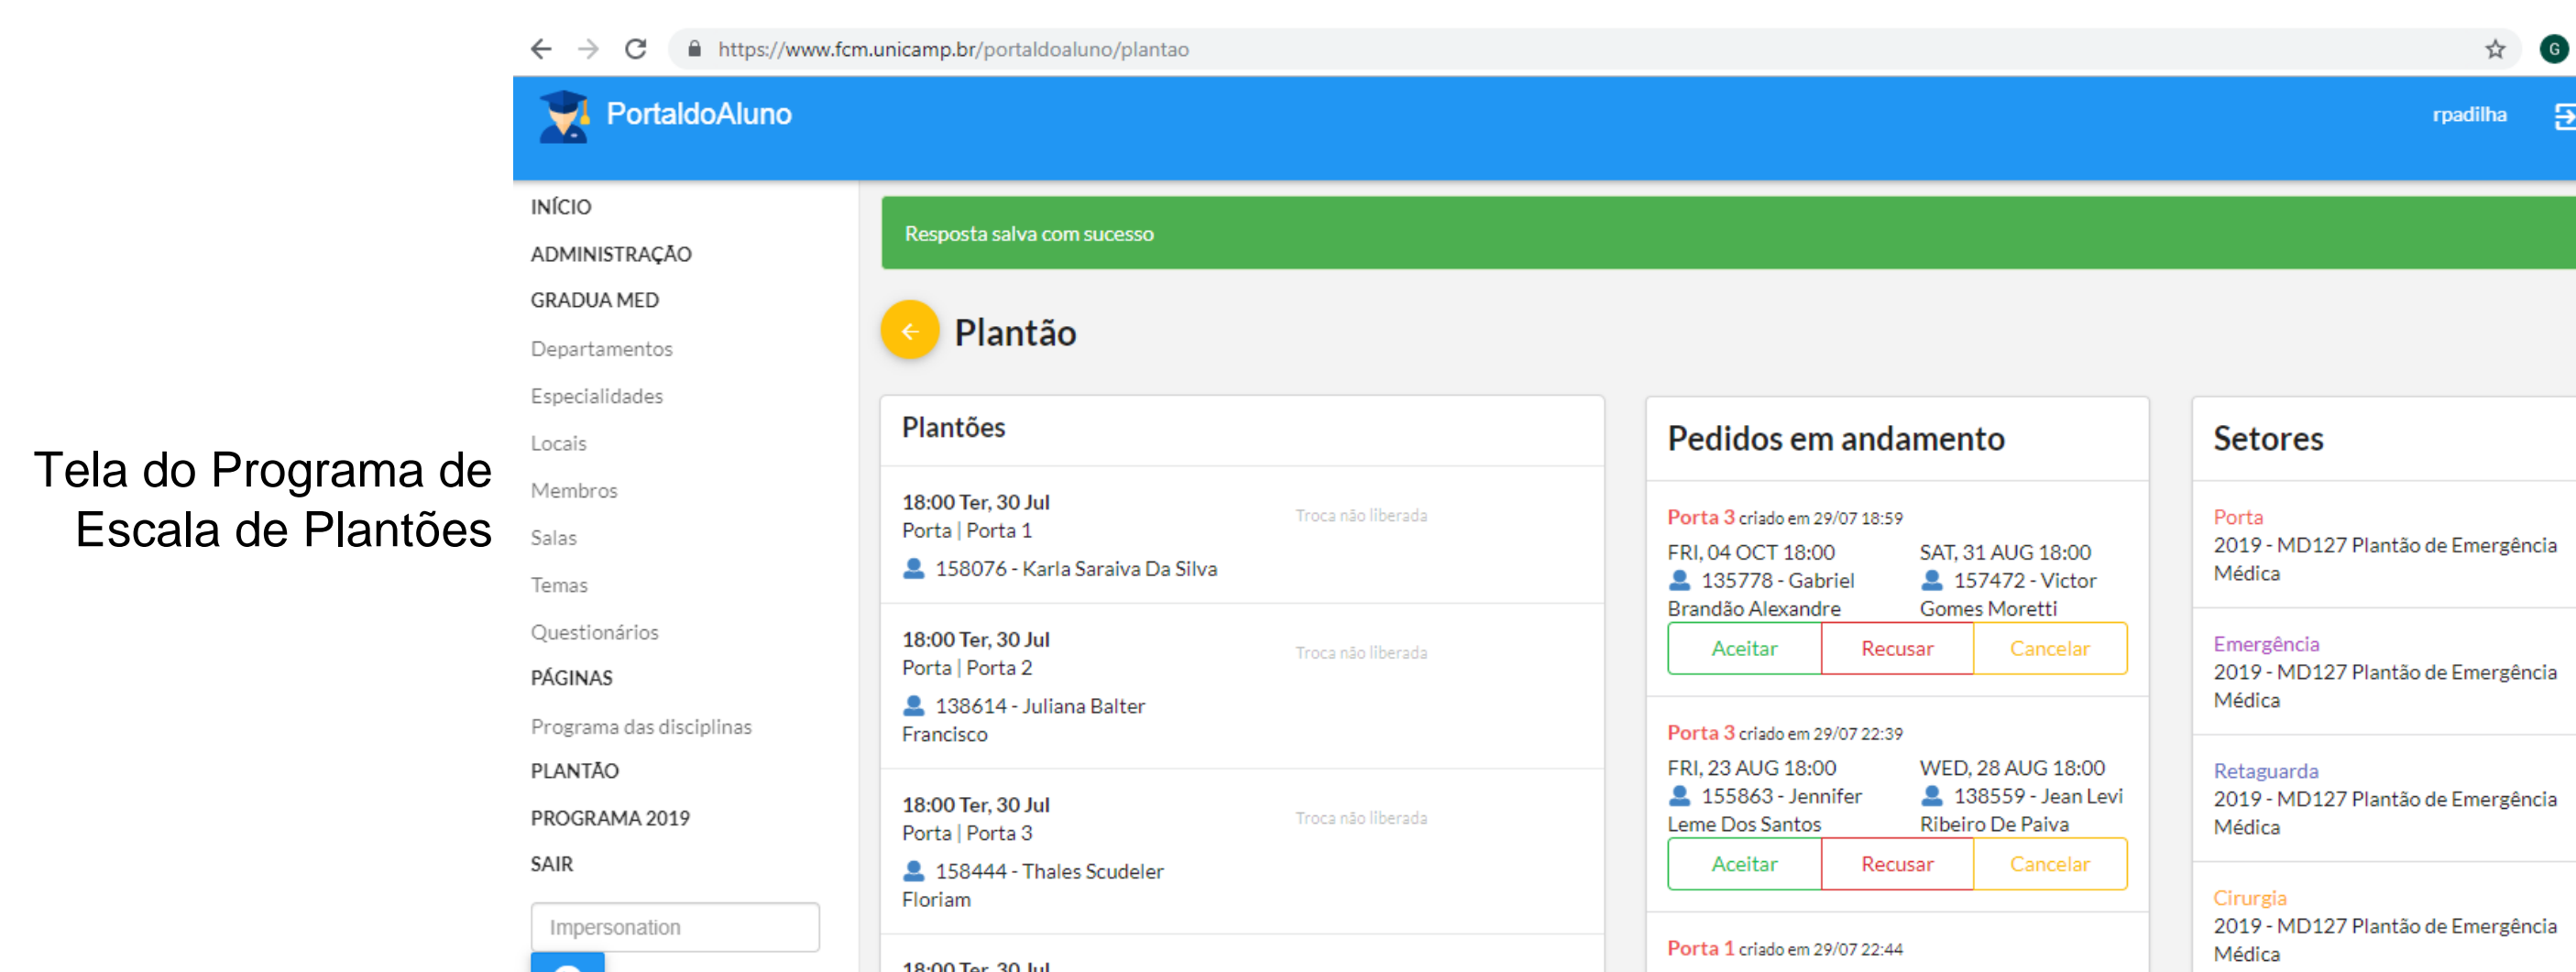 Tela do Programa de
Escala de Plantões
https://www.fcm.unicamp.br/portaldoaluno/plantao
G
PortaldoAluno
rpadilha
INÍCIO
ADMINISTRAÇÃO
GRADUA MED
Departamentos
Especialidades
Locais
Membros
Salas
Temas
Questionários
PÁGINAS
Programa das disciplinas
PLANTÃO
PROGRAMA 2019
SAIR
Impersonation
Resposta salva com sucesso
Plantão
Plantões
18:00 Ter, 30 Jul
Porta | Porta 1
Troca não liberada
158076 - Karla Saraiva Da Silva
18:00 Ter, 30 Jul
Porta | Porta 2
Troca não liberada
138614 - Juliana Balter
Francisco
18:00 Ter, 30 Jul
Porta | Porta 3
Troca não liberada
158444 - Thales Scudeler
Floriam
18:00 Ter, 30 Jul
Pedidos em andamento
Porta 3 criado em 29/07 18:59
FRI, 04 OCT 18:00
135778 - Gabriel
Brandão Alexandre
SAT, 31 AUG 18:00
157472 - Victor
Gomes Moretti
Aceitar Recusar Cancelar
Porta 3 criado em 29/07 22:39
FRI, 23 AUG 18:00
155863 - Jennifer
Leme Dos Santos
WED, 28 AUG 18:00
138559 - Jean Levi
Ribeiro De Paiva
Aceitar Recusar Cancelar
Porta 1 criado em 29/07 22:44
Setores
Porta
2019 - MD127 Plantão de Emergência
Médica
Emergência
2019 - MD127 Plantão de Emergência
Médica
Retaguarda
2019 - MD127 Plantão de Emergência
Médica
Cirurgia
2019 - MD127 Plantão de Emergência
Médica